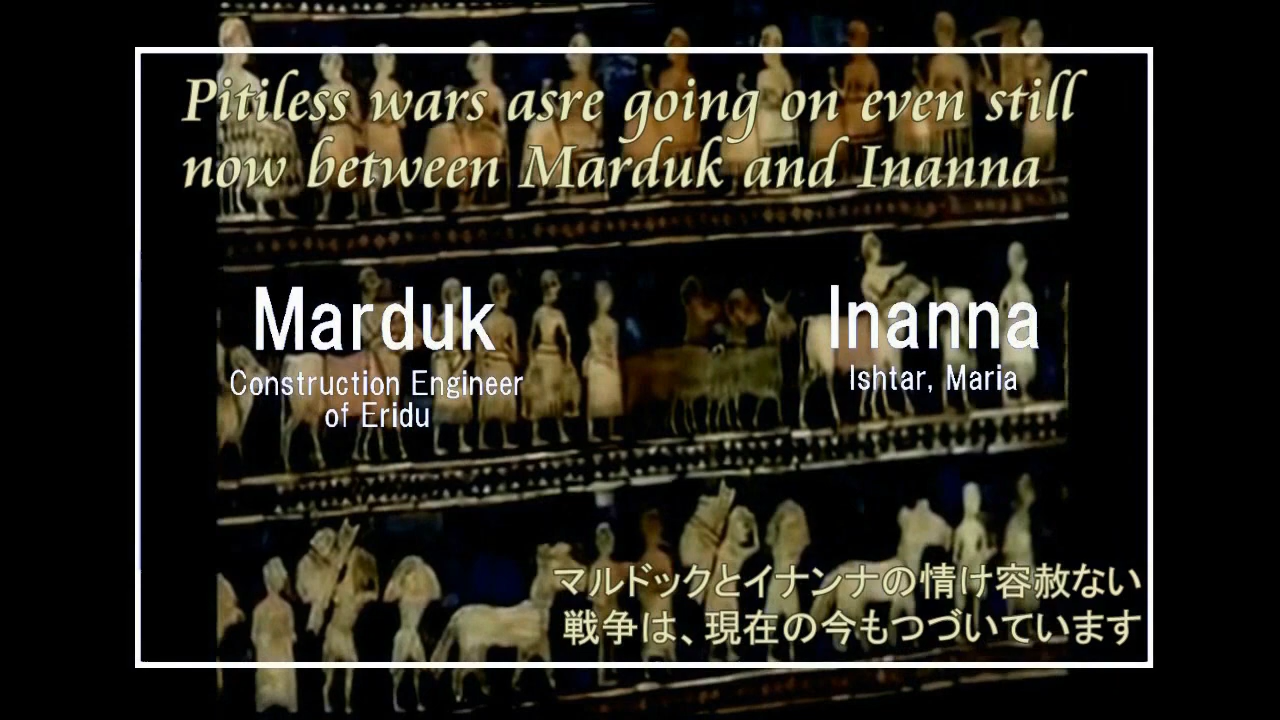 Pitiless wars asre going on even still
now between Marduk and Inanna
Marduk
Construction Engineer
of Eridu
Inanna
Ishtar, Maria
マルドックとイナンナの情け容赦ない
戦争は、現在の今もつづいています